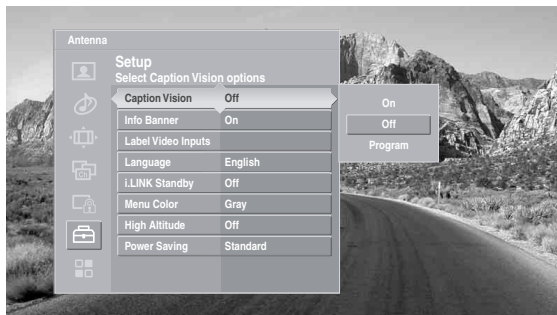 Antenna
Setup
Select Caption Vision options
Caption Vision Off
Info Banner On
Label Video Inputs
Language English
i.LINK Standby Off
Menu Color Gray
High Altitude Off
Power Saving Standard
On
Off
Program